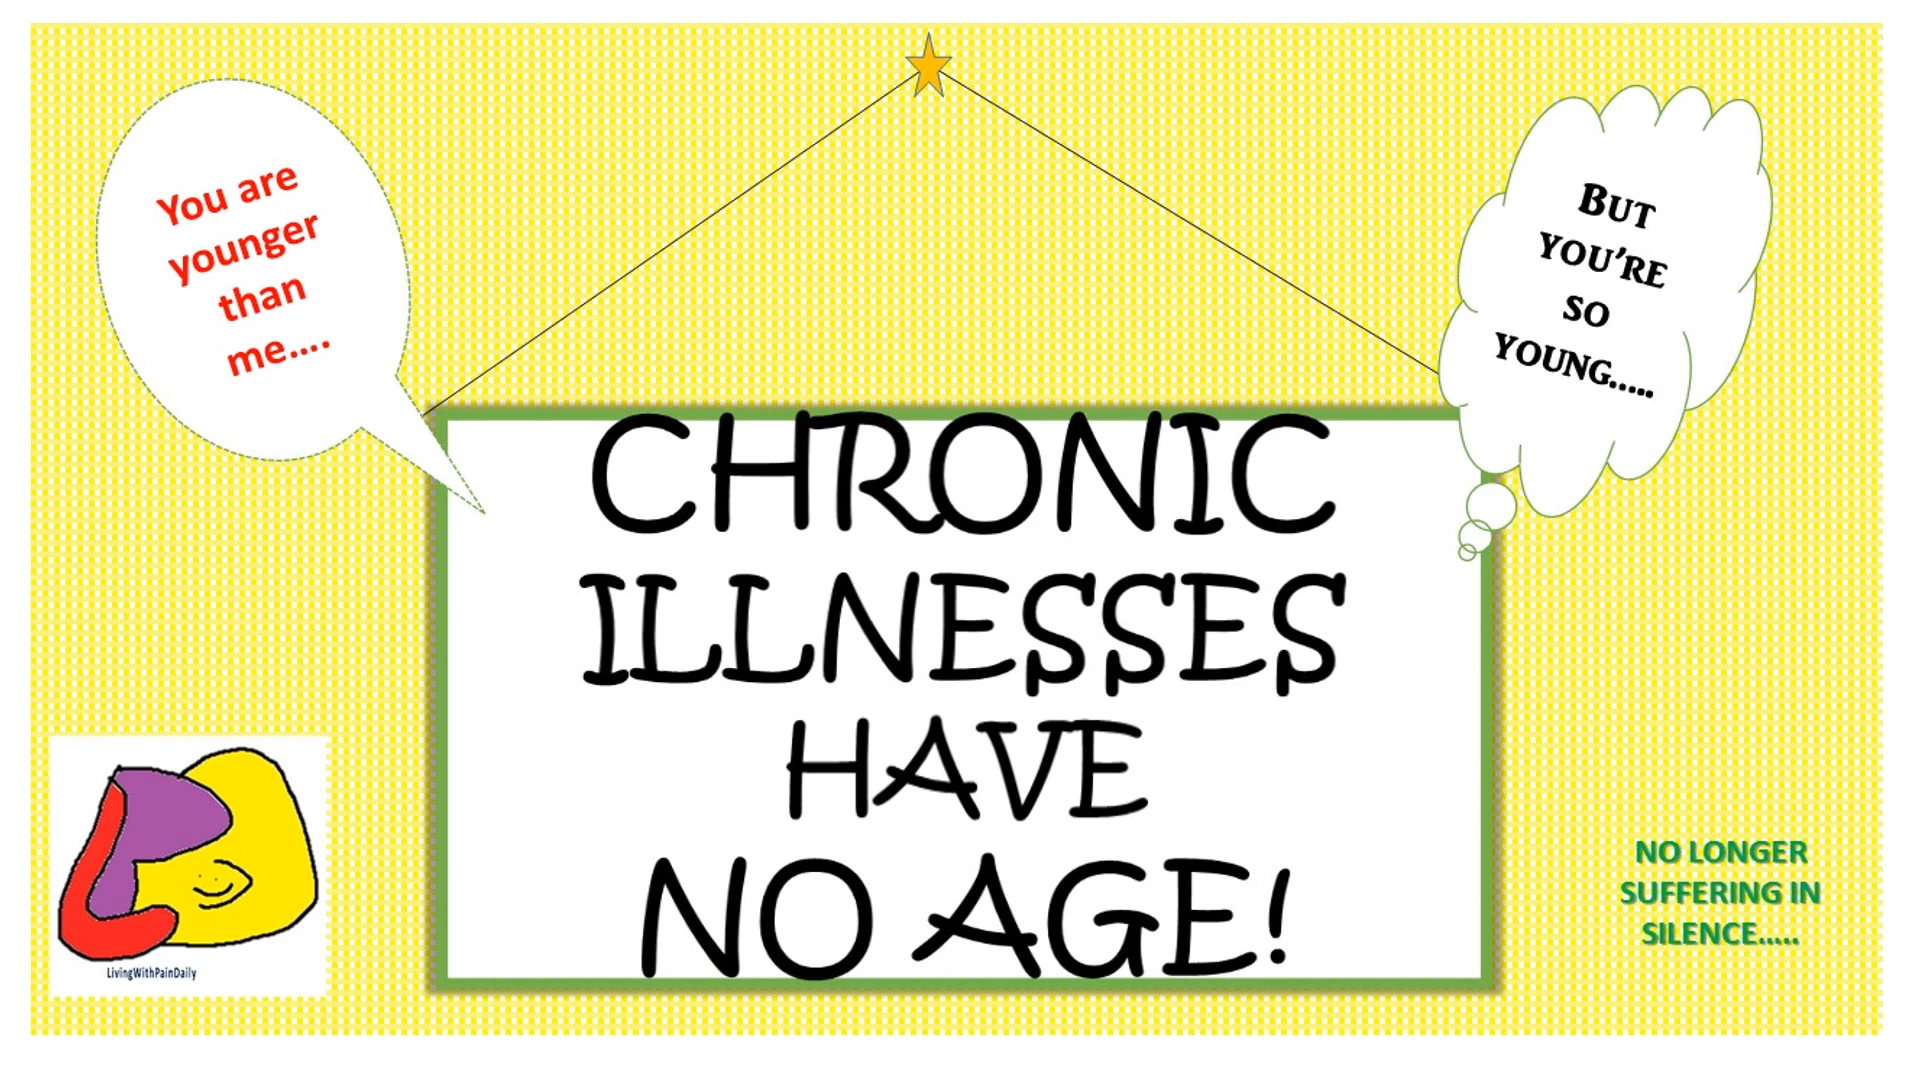 You are
younger
than
me....
BUT
YOU'RE
SO
YOUNG.....
CHRONIC
ILLNESSES
HAVE
NO AGE!
NO LONGER
SUFFERING IN
SILENCE.....
LivingWithPainDaily